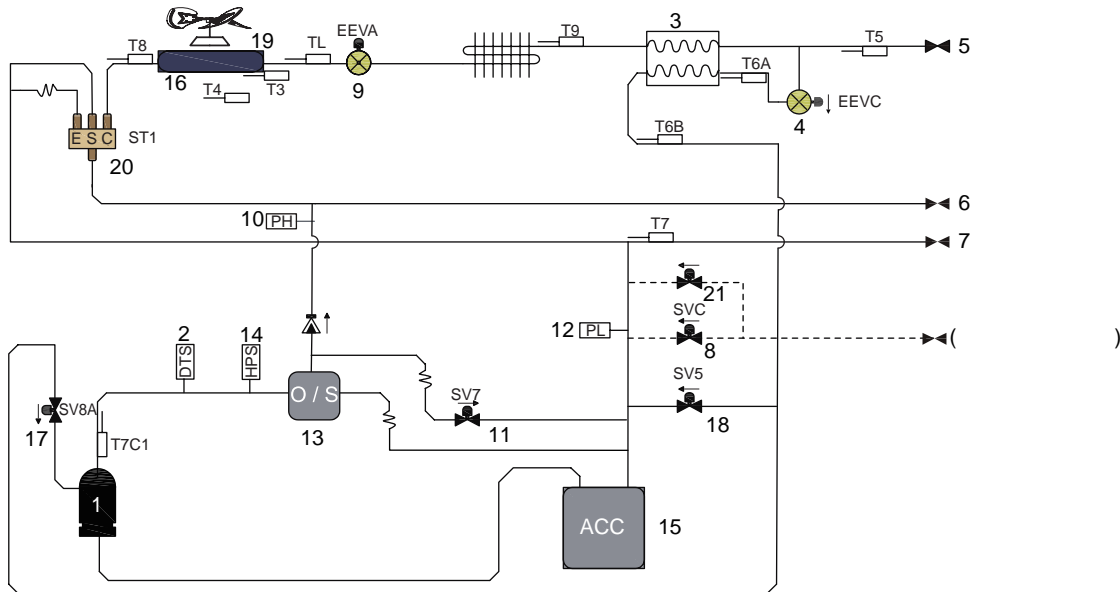 3
19
T8
TL
EEVA
T9
T5
5
16
T3
T4
9
T6A
EEVC
4
E S C
ST1
20
T6B
6
10
PH
T7
7
21
SVC
12
PL
8
( )
2
14
DTS
HPS
SV5
SV8A
O / S
SV7
17
T7C1
13
11
18
1
ACC
15